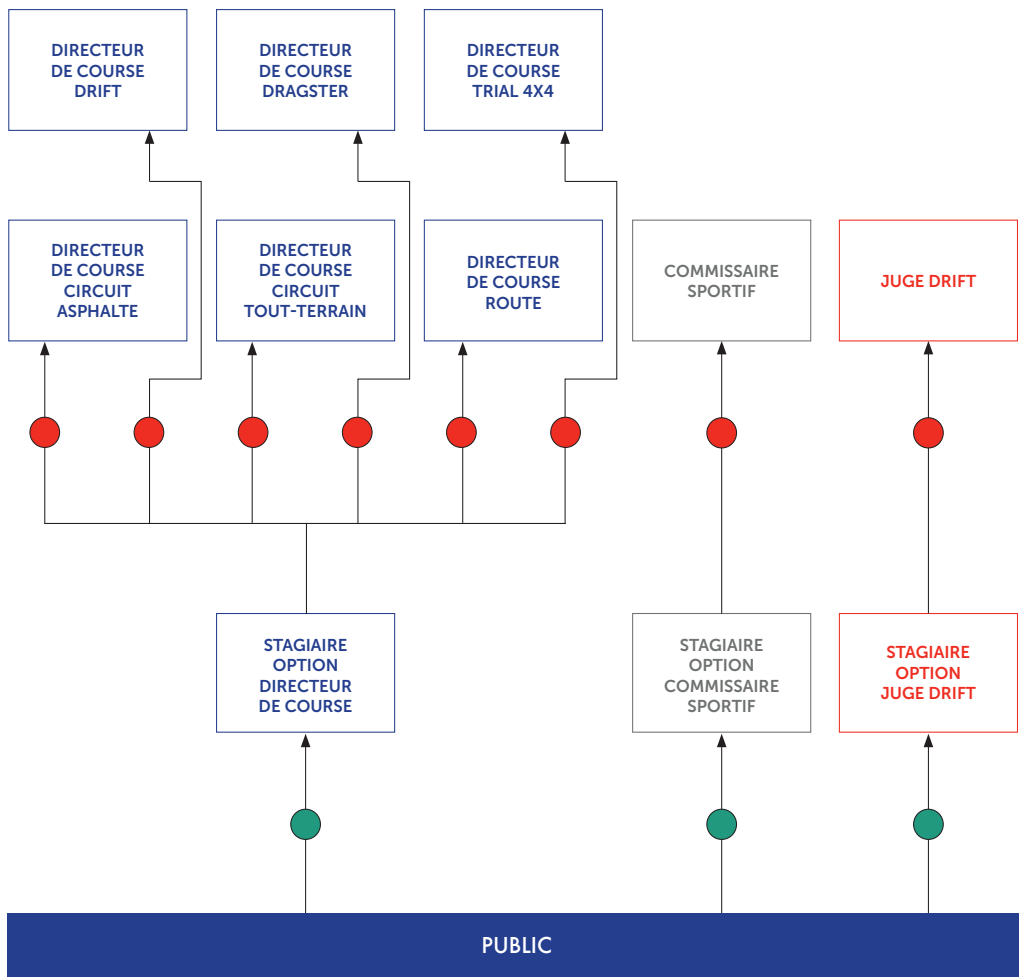 DIRECTEUR
DE COURSE
DRIFT
DIRECTEUR
DE COURSE
DRAGSTER
DIRECTEUR
DE COURSE
TRIAL 4X4
DIRECTEUR
DE COURSE
CIRCUIT
ASPHALTE
DIRECTEUR
DE COURSE
CIRCUIT
TOUT-TERRAIN
DIRECTEUR
DE COURSE
ROUTE
COMMISSAIRE
SPORTIF
JUGE DRIFT
STAGIAIRE
OPTION
DIRECTEUR
DE COURSE
STAGIAIRE
OPTION
COMMISSAIRE
SPORTIF
STAGIAIRE
OPTION
JUGE DRIFT
PUBLIC